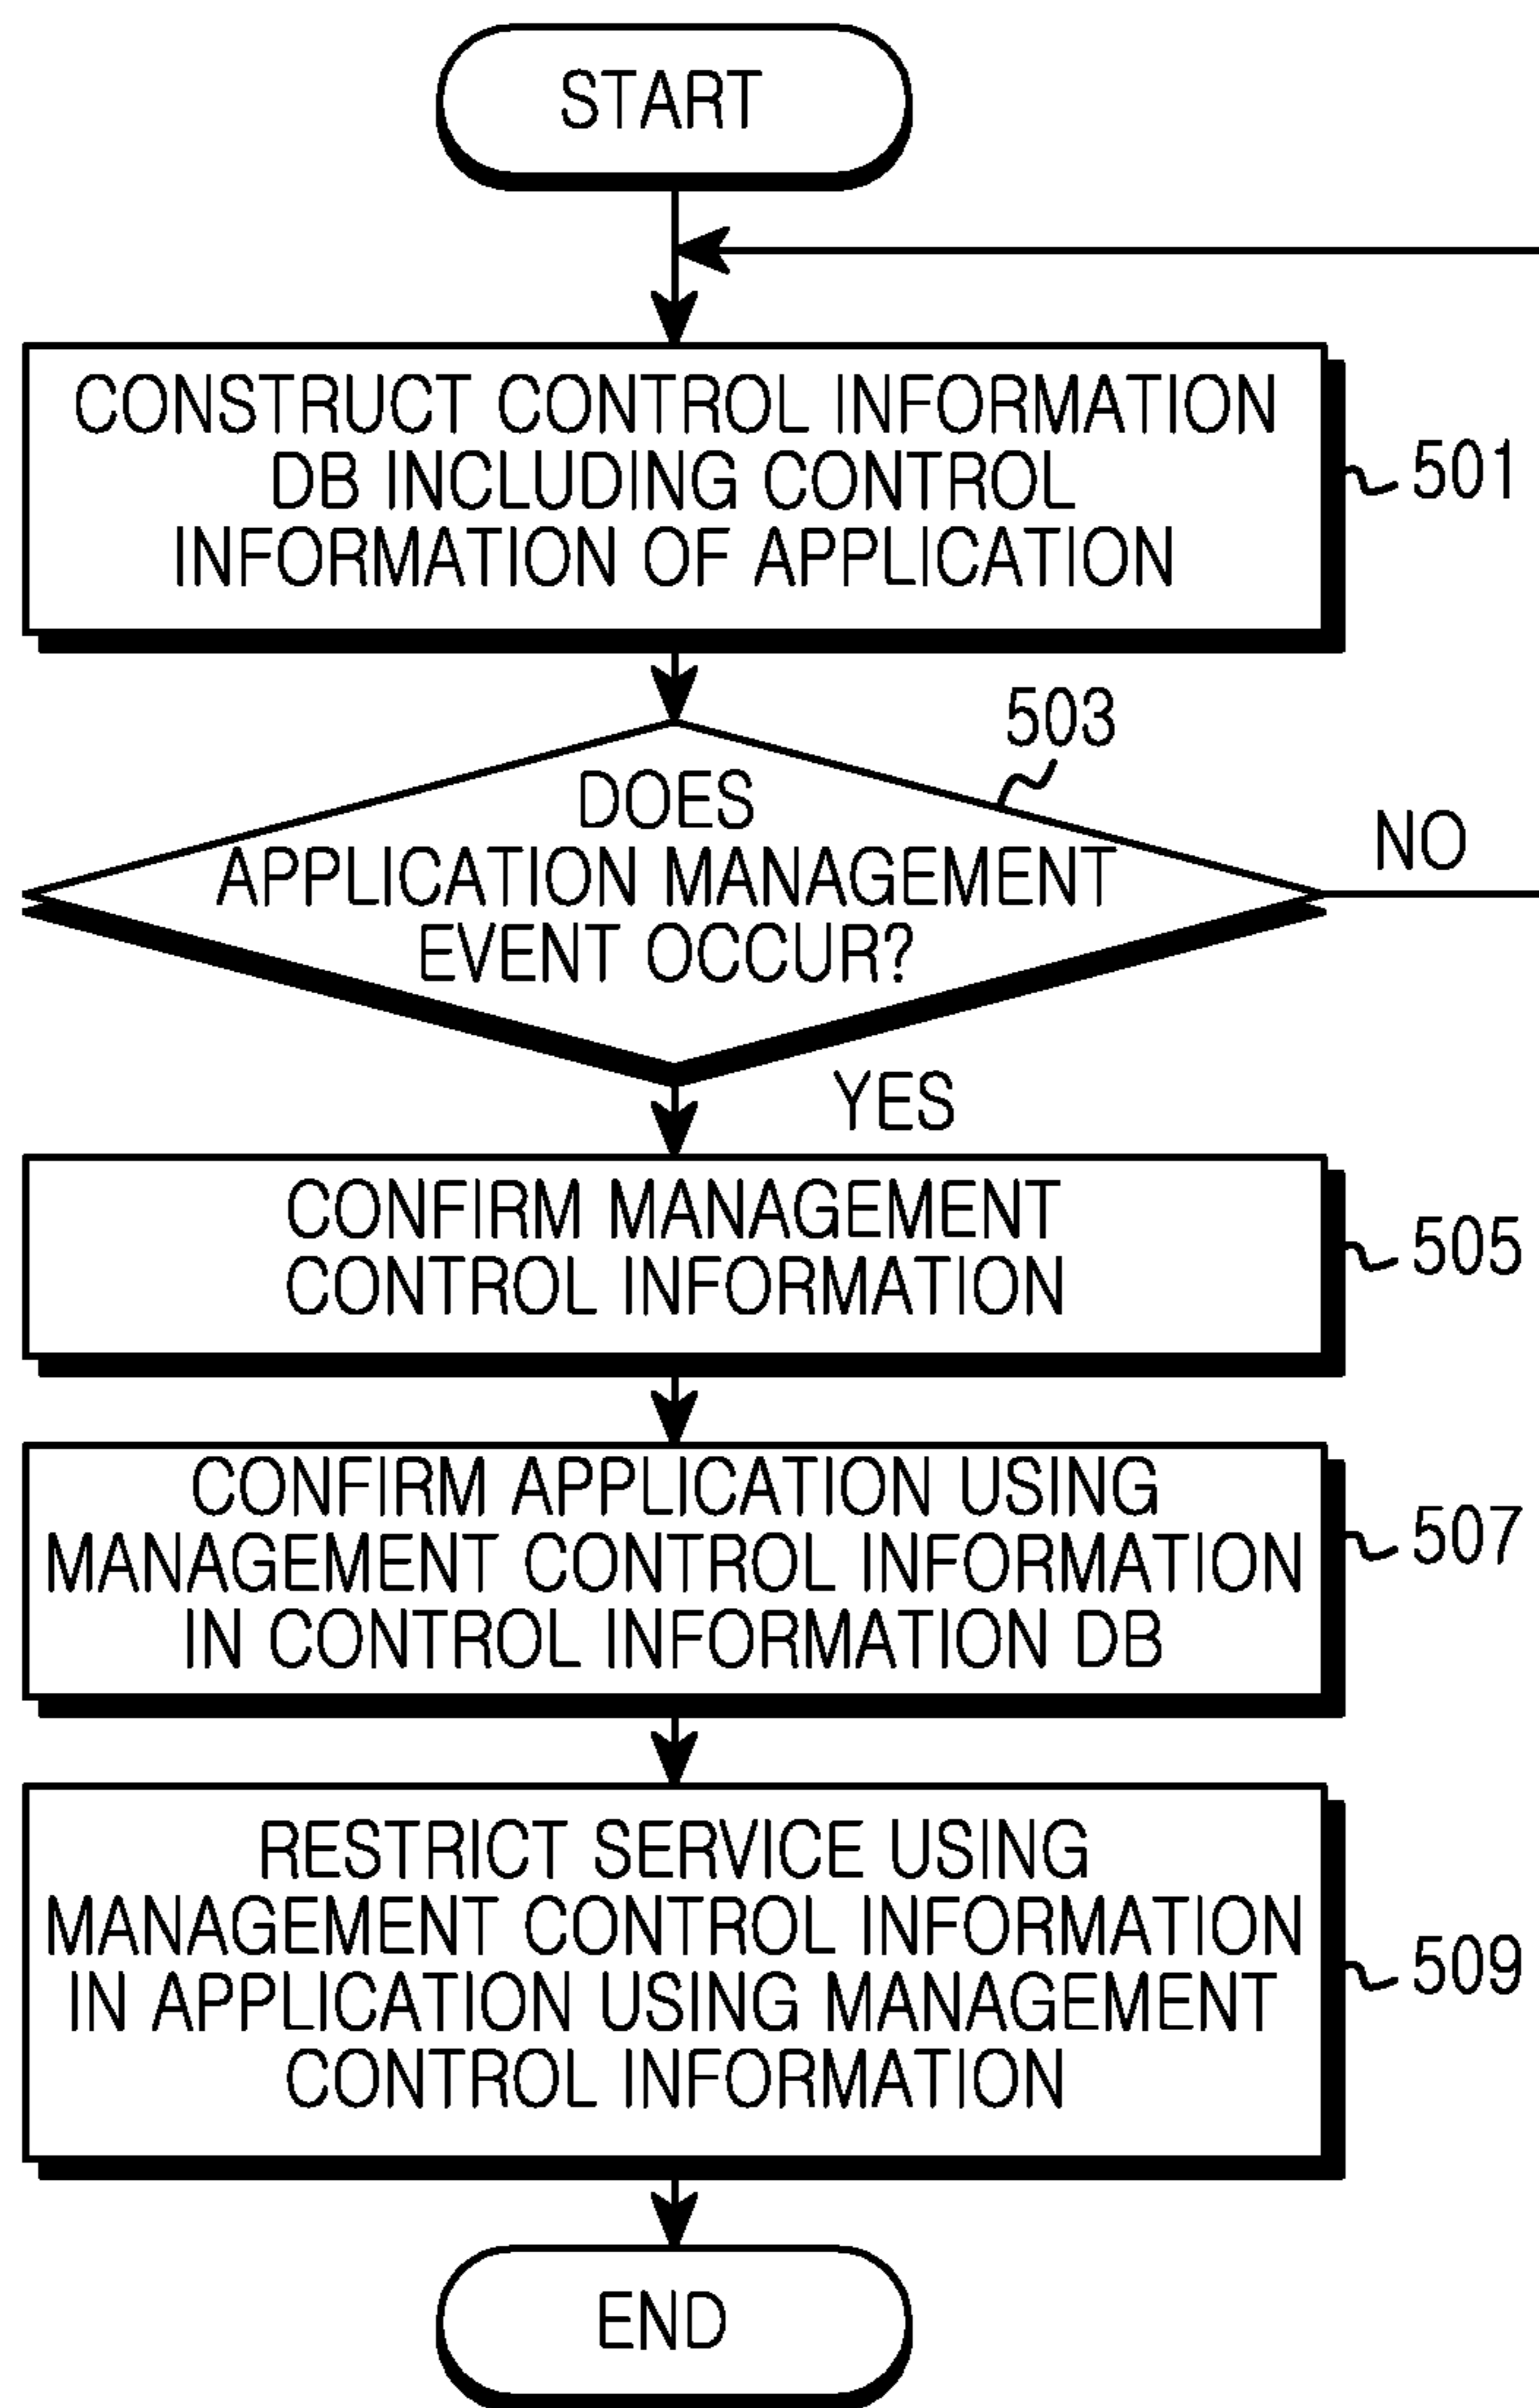 START
CONSTRUCT CONTROL INFORMATION
DB INCLUDING CONTROL
INFORMATION OF APPLICATION
501
503
DOES
APPLICATION MANAGEMENT
EVENT OCCUR?
NO
YES
CONFIRM MANAGEMENT
CONTROL INFORMATION
505
CONFIRM APPLICATION USING
MANAGEMENT CONTROL INFORMATION
IN CONTROL INFORMATION DB
507
RESTRICT SERVICE USING
MANAGEMENT CONTROL INFORMATION
IN APPLICATION USING MANAGEMENT
CONTROL INFORMATION
509
END